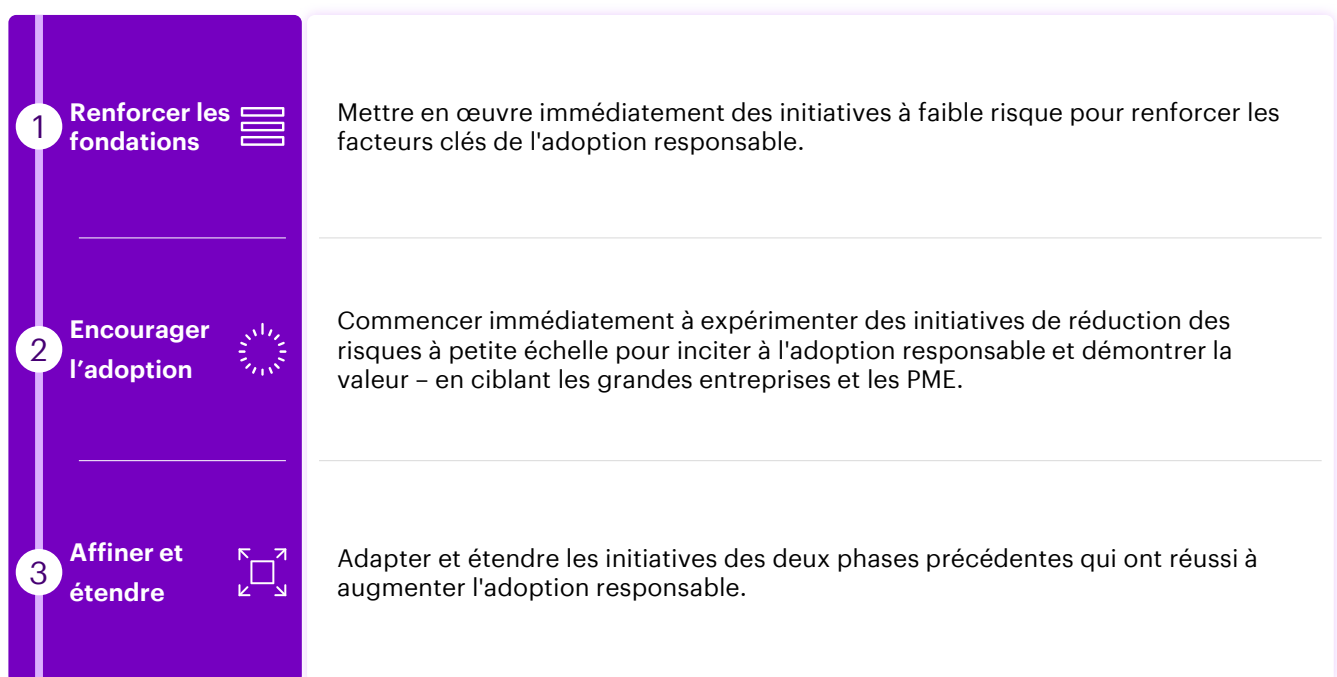 1
Renforcer les
fondations
Mettre en œuvre immédiatement des initiatives à faible risque pour renforcer les
facteurs clés de l'adoption responsable.
2
Encourager
l’adoption
Commencer immédiatement à expérimenter des initiatives de réduction des
risques à petite échelle pour inciter à l'adoption responsable et démontrer la
valeur – en ciblant les grandes entreprises et les PME.
3
Affiner et
étendre
Adapter et étendre les initiatives des deux phases précédentes qui ont réussi à
augmenter l'adoption responsable.